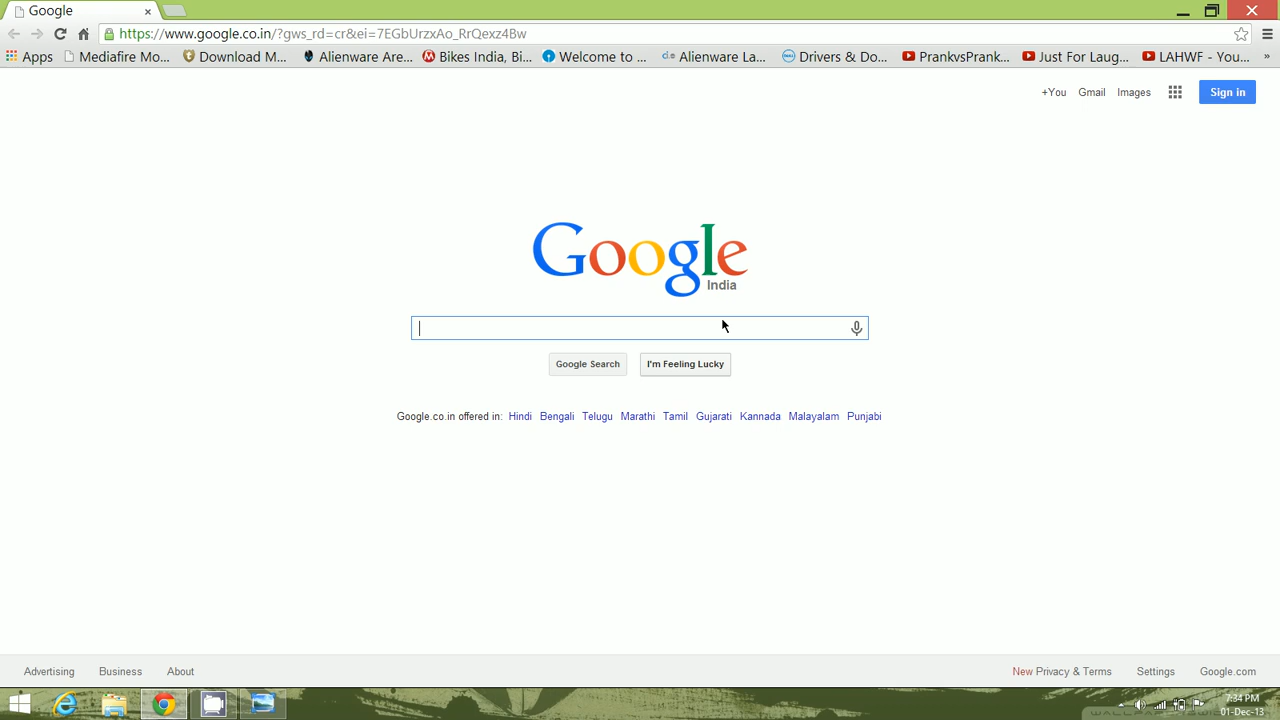 Google
https://www.google.co.in/?gws_rd=cr&ei=7EGbUrzxAo_RrQexz4Bw
Apps Mediafire Mo... Download M... Alienware Are... Bikes India, Bi... Welcome to ... Alienware La... Drivers & Do... PrankvsPrank... Just For Laug... LAHWF - You... »
+You Gmail Images Sign in
Google
India
Google Search I'm Feeling Lucky
Google.co.in offered in: Hindi Bengali Telugu Marathi Tamil Gujarati Kannada Malayalam Punjabi
Advertising Business About New Privacy & Terms Settings Google.com
7:34 PM
01-Dec-13